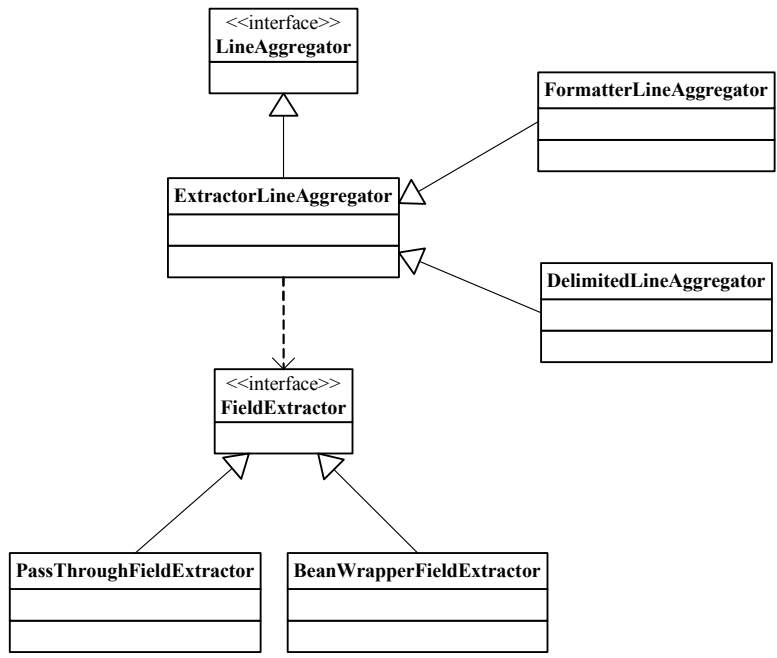 <<interface>>
LineAggregator
FormatterLineAggregator
ExtractorLineAggregator
DelimitedLineAggregator
<<interface>>
FieldExtractor
PassThroughFieldExtractor
BeanWrapperFieldExtractor